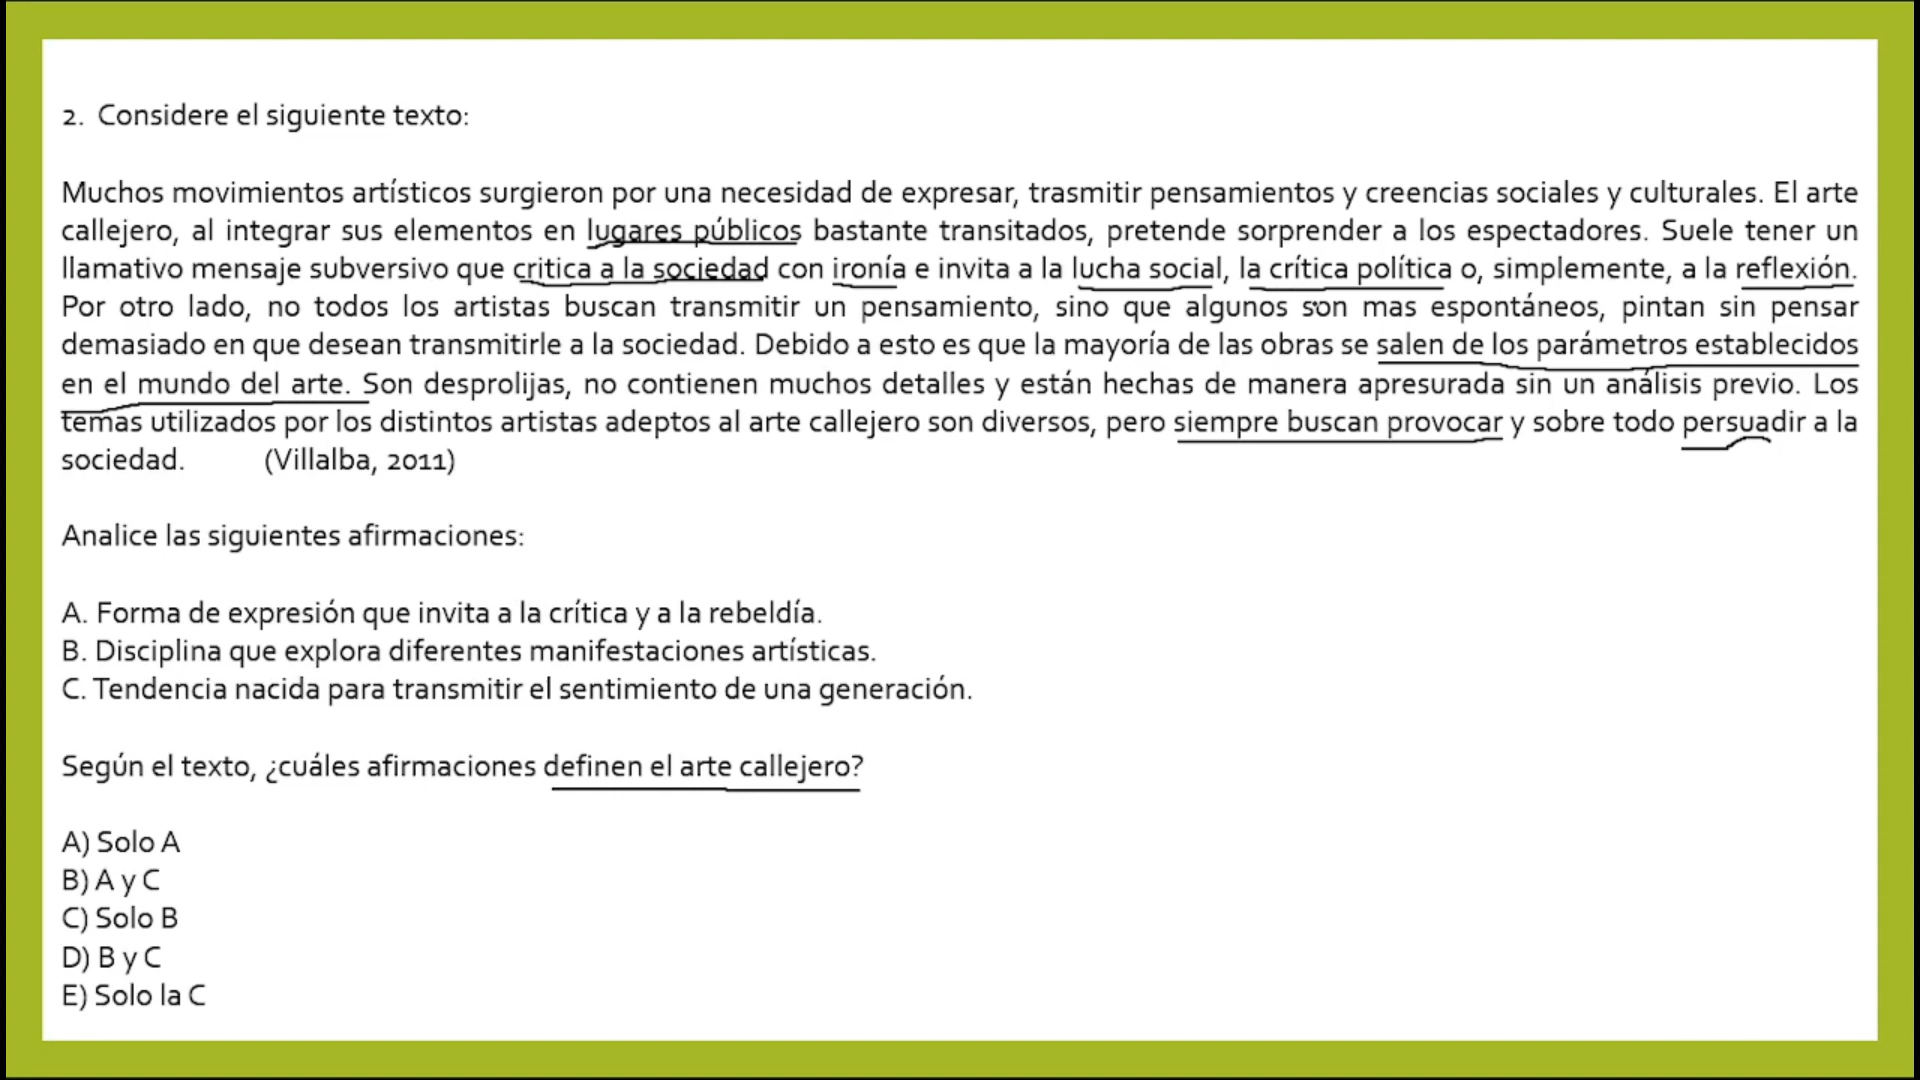 2. Considere el siguiente texto:
Muchos movimientos artísticos surgieron por una necesidad de expresar, trasmitir pensamientos y creencias sociales y culturales. El arte
callejero, al integrar sus elementos en lugares públicos bastante transitados, pretende sorprender a los espectadores. Suele tener un
llamativo mensaje subversivo que critica a la sociedad con ironía e invita a la lucha social, la crítica política o, simplemente, a la reflexión.
Por otro lado, no todos los artistas buscan transmitir un pensamiento, sino que algunos son mas espontáneos, pintan sin pensar
demasiado en que desean transmitirle a la sociedad. Debido a esto es que la mayoría de las obras se salen de los parámetros establecidos
en el mundo del arte. Son desprolijas, no contienen muchos detalles y están hechas de manera apresurada sin un análisis previo. Los
temas utilizados por los distintos artistas adeptos al arte callejero son diversos, pero siempre buscan provocar y sobre todo persuadir a la
sociedad. (Villalba, 2011)
Analice las siguientes afirmaciones:
A. Forma de expresión que invita a la crítica y a la rebeldía.
B. Disciplina que explora diferentes manifestaciones artísticas.
C. Tendencia nacida para transmitir el sentimiento de una generación.
Según el texto, ¿cuáles afirmaciones definen el arte callejero?
A) Solo A
B) A y C
C) Solo B
D) B y C
E) Solo la C